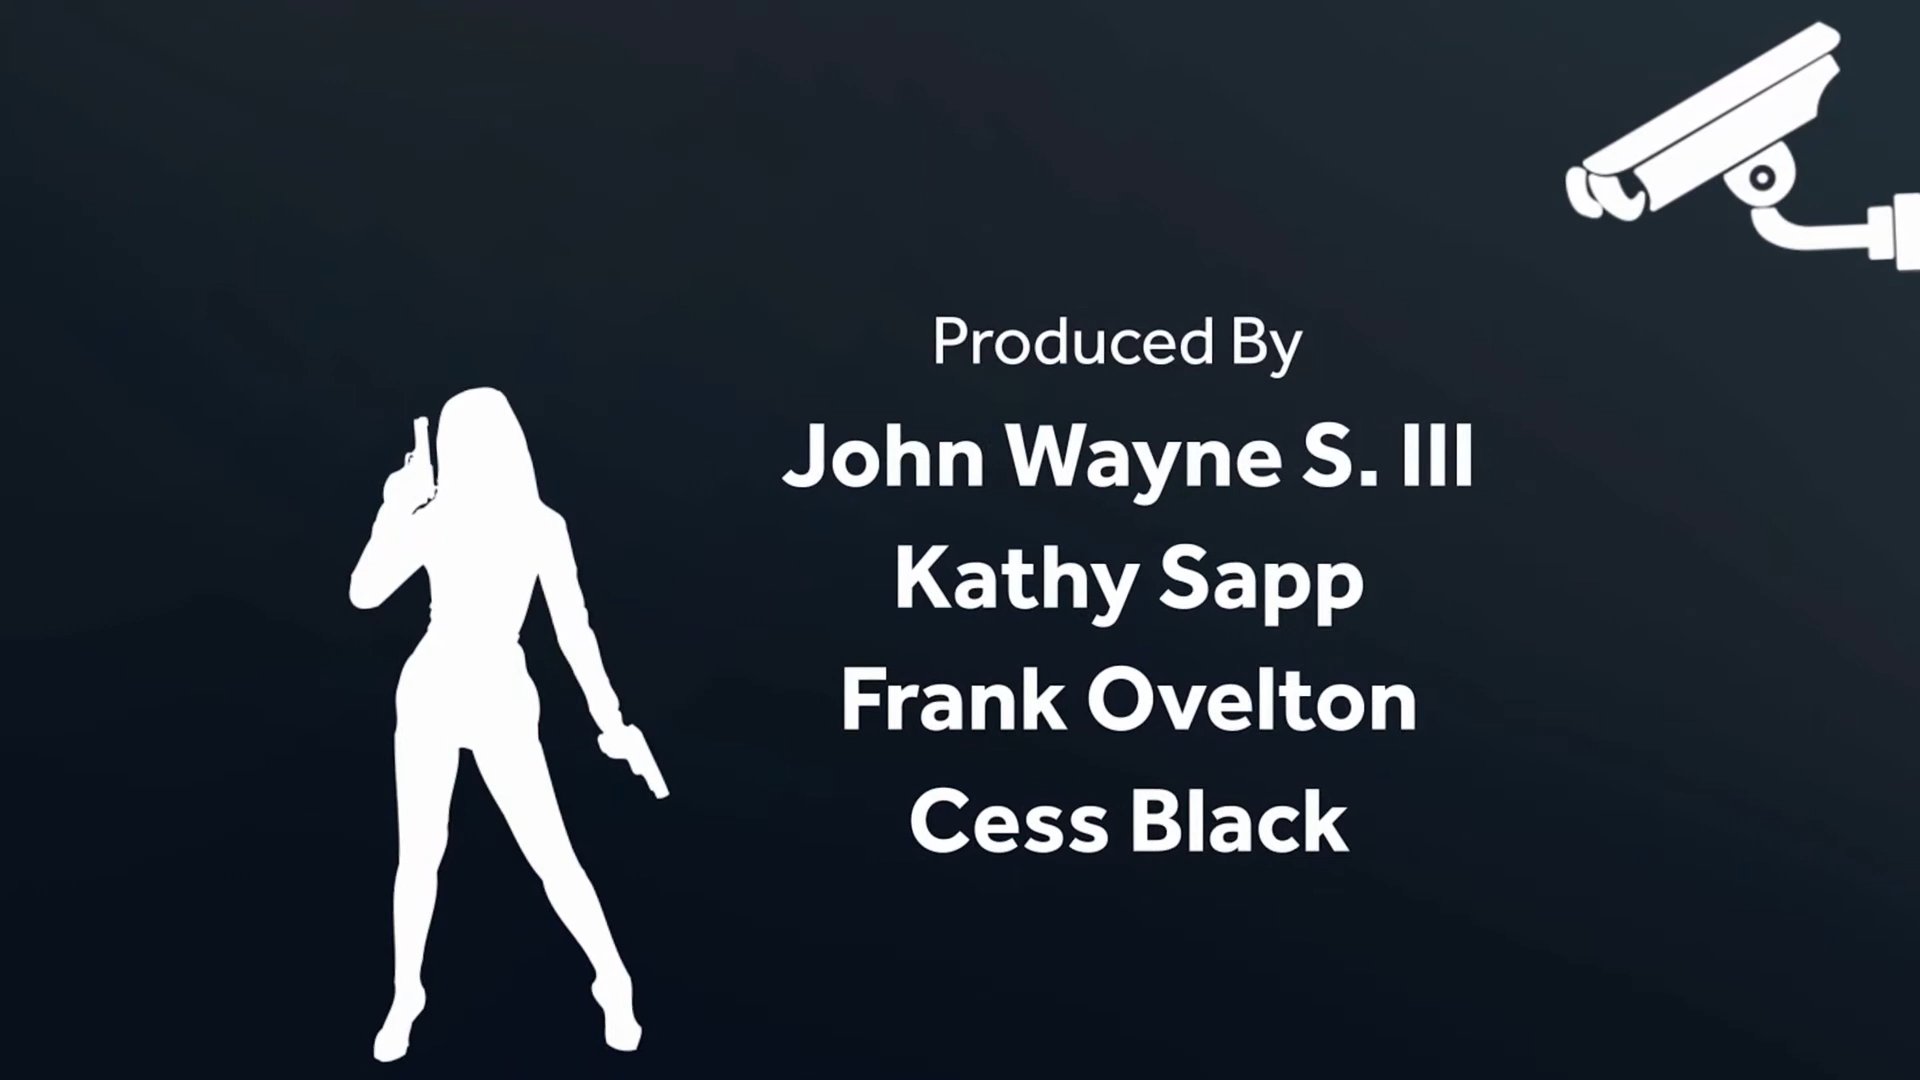 Produced By
John Wayne S. III
Kathy Sapp
Frank Ovelton
Cess Black